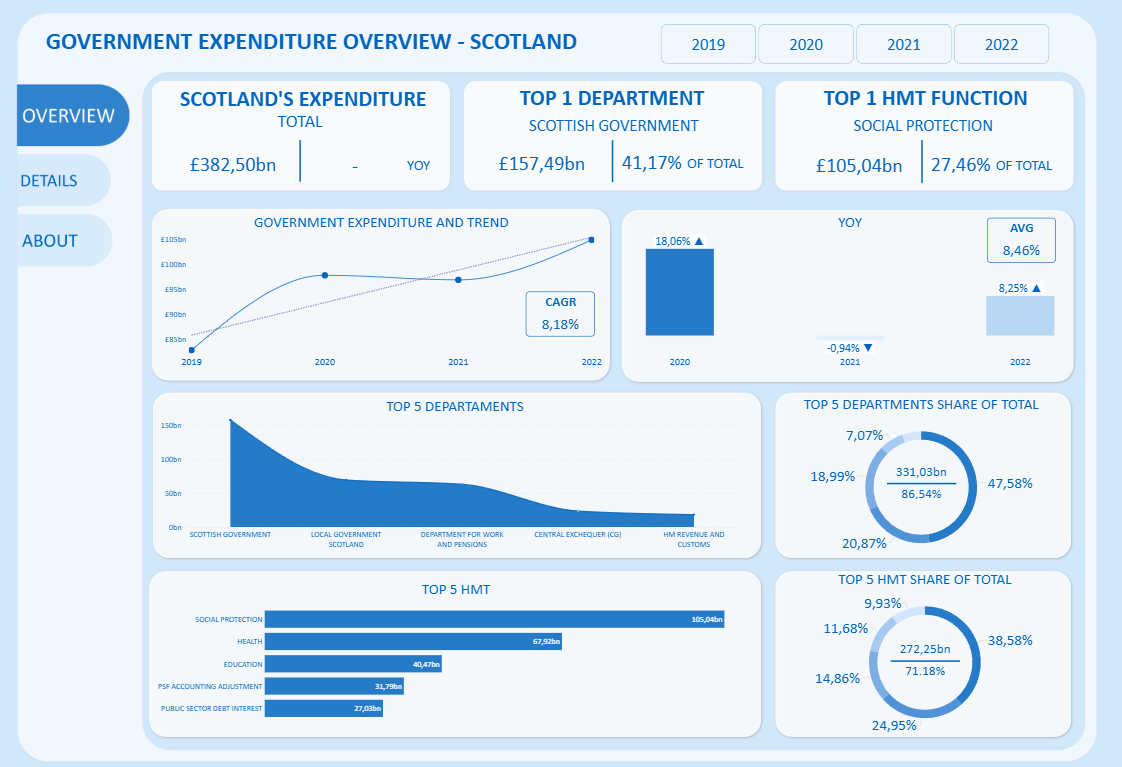 GOVERNMENT EXPENDITURE OVERVIEW - SCOTLAND
2019
2020
2021
2022
OVERVIEW
DETAILS
ABOUT
SCOTLAND'S EXPENDITURE
TOTAL
£382,50bn
-
YOY
TOP 1 DEPARTMENT
SCOTTISH GOVERNMENT
£157,49bn
41,17% OF TOTAL
TOP 1 HMT FUNCTION
SOCIAL PROTECTION
£105,04bn
27,46% OF TOTAL
GOVERNMENT EXPENDITURE AND TREND
£105bn
£100bn
£95bn
£90bn
£85bn
CAGR
8,18%
2019
2020
2021
2022
YOY
AVG
8,46%
18,06% ▲
-0,94% ▼
8,25% ▲
2020
2021
2022
TOP 5 DEPARTAMENTS
150bn
100bn
50bn
0bn
SCOTTISH GOVERNMENT
LOCAL GOVERNMENT
SCOTLAND
DEPARTMENT FOR WORK
AND PENSIONS
CENTRAL EXCHEQUER (CG)
HM REVENUE AND
CUSTOMS
TOP 5 DEPARTMENTS SHARE OF TOTAL
7,07%
18,99%
20,87%
47,58%
331,03bn
86,54%
TOP 5 HMT
SOCIAL PROTECTION
105,04bn
HEALTH
67,92bn
EDUCATION
40,47bn
PSF ACCOUNTING ADJUSTMENT
31,79bn
PUBLIC SECTOR DEBT INTEREST
27,03bn
TOP 5 HMT SHARE OF TOTAL
9,93%
11,68%
14,86%
24,95%
38,58%
272,25bn
71.18%